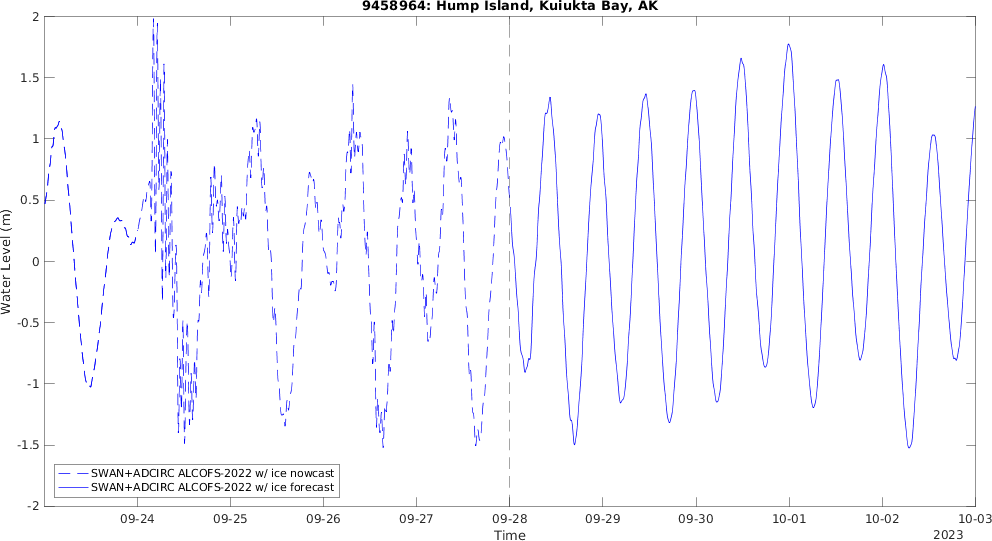 9458964: Hump Island, Kuiukta Bay, AK
Water Level (m)
2
1.5
1
0.5
0
-0.5
-1
-1.5
-2
SWAN+ADCIRC ALCOFS-2022 w/ ice nowcast
SWAN+ADCIRC ALCOFS-2022 w/ ice forecast
09-24 09-25 09-26 09-27 09-28 09-29 09-30 10-01 10-02 10-03
Time
2023